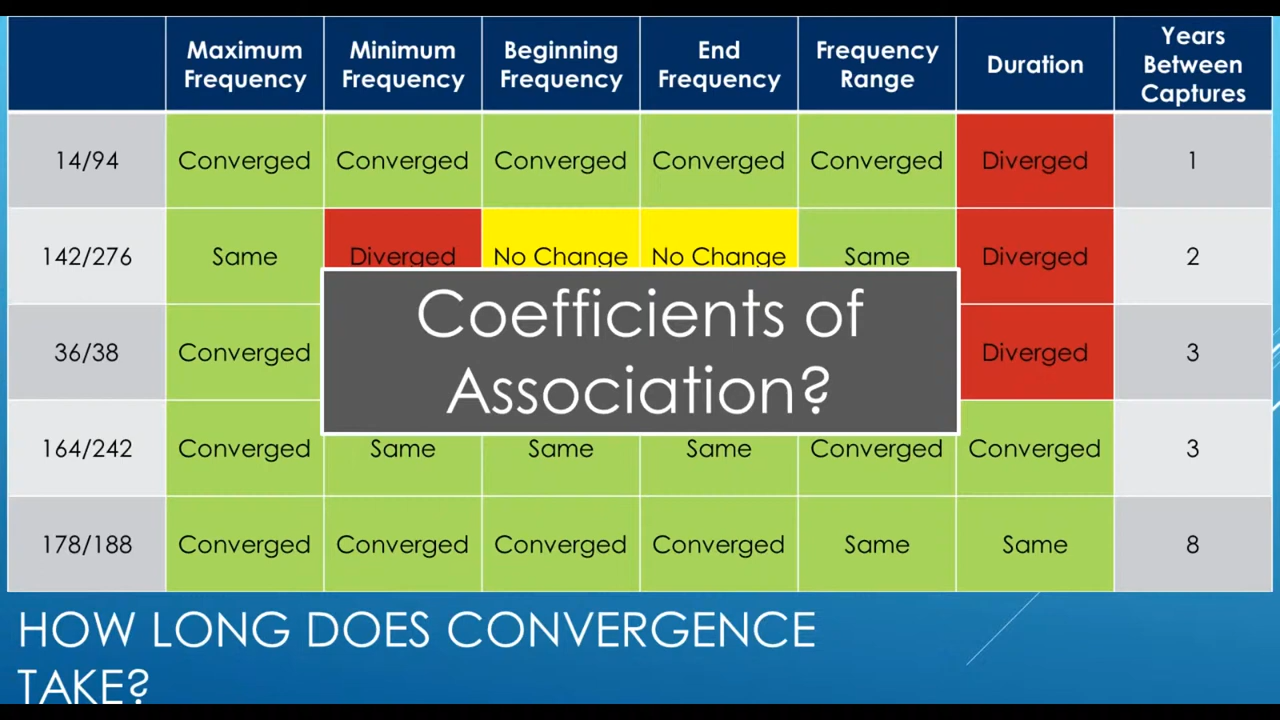 Maximum Frequency Minimum Frequency Beginning Frequency End Frequency Frequency Range Duration Years Between Captures
14/94 Converged Converged Converged Converged Converged Diverged 1
142/276 Same Diverged No Change No Change Same Diverged 2
36/38 Converged Diverged 3
Coefficients of
Association?
164/242 Converged Same Same Same Converged Converged 3
178/188 Converged Converged Converged Converged Same Same 8
HOW LONG DOES CONVERGENCE
TAKE?